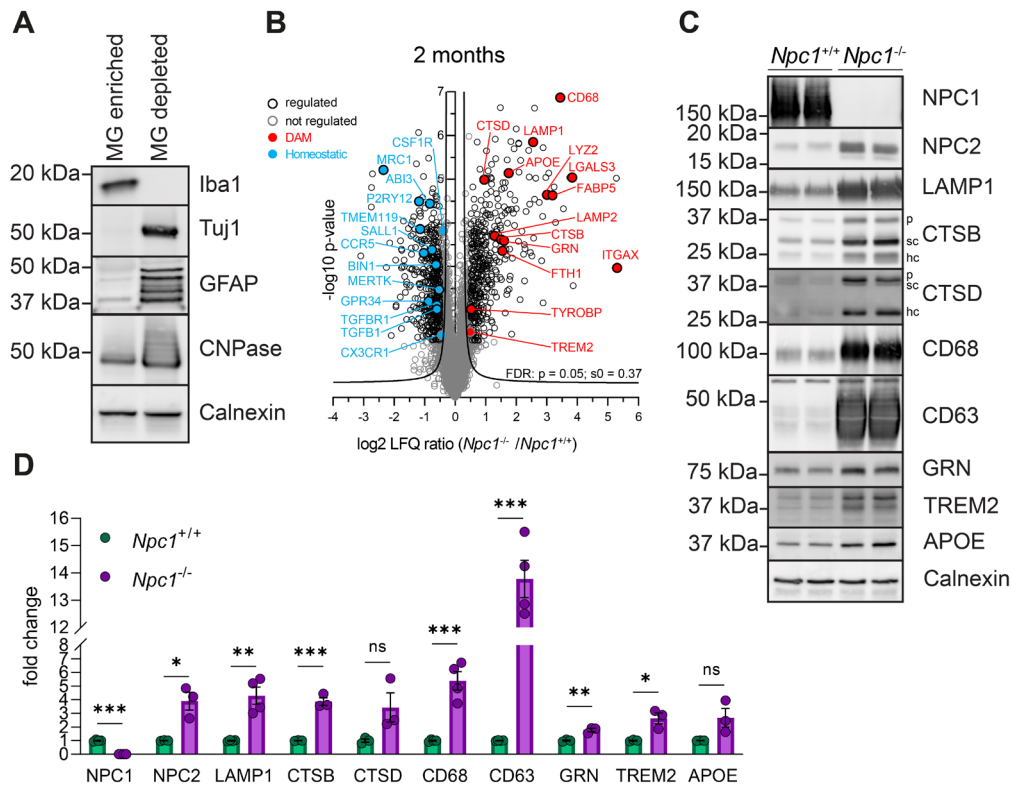 A
MG enriched
MG depleted
20 kDa
Iba1
50 kDa
Tuj1
50 kDa
GFAP
37 kDa
50 kDa
CNPase
Calnexin
B
2 months
regulated
not regulated
DAM
Homeostatic
-log10 p-value
7
6
5
4
3
2
1
0
CD68
CTSD
LAMP1
CSF1R
LYZ2
MRC1
APOE
LGALS3
ABI3
FABP5
P2RY12
LAMP2
TMEM119
CTSB
SALL1
GRN
CCR5
ITGAX
BIN1
FTH1
MERTK
GPR34
TYROBP
TGFBR1
TGFB1
TREM2
CX3CR1
FDR: p = 0.05; s0 = 0.37
-4 -3 -2 -1 0 1 2 3 4 5 6
log2 LFQ ratio (Npc1-/- /Npc1+/+)
C
Npc1+/+ Npc1-/-
150 kDa
NPC1
20 kDa
NPC2
15 kDa
150 kDa
LAMP1
37 kDa
p
CTSB
sc
25 kDa
hc
37 kDa
p
sc
CTSD
25 kDa
hc
100 kDa
CD68
50 kDa
CD63
75 kDa
GRN
37 kDa
TREM2
37 kDa
APOE
Calnexin
D
fold change
16
15
14
13
12
8
7
6
5
4
3
2
1
0
Npc1+/+
Npc1-/-
*** * ** *** ns *** *** ** * ns
NPC1 NPC2 LAMP1 CTSB CTSD CD68 CD63 GRN TREM2 APOE